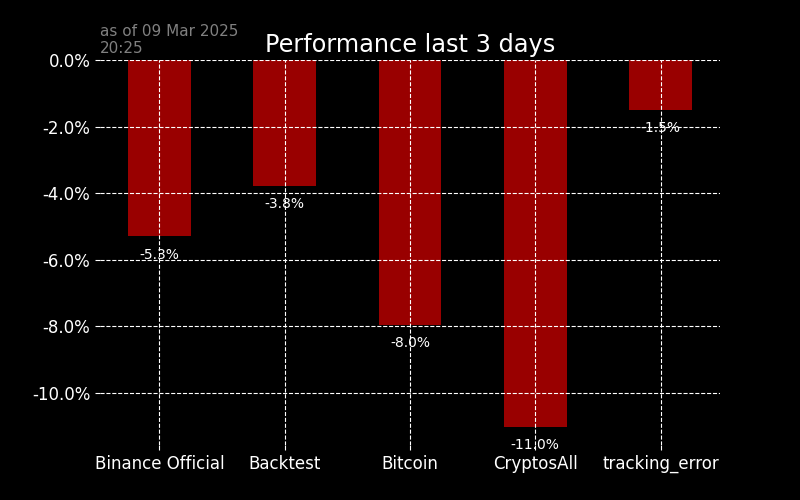 as of 09 Mar 2025
20:25
Performance last 3 days
0.0%
-2.0%
-4.0%
-6.0%
-8.0%
-10.0%
-5.3%
-3.8%
-8.0%
-11.0%
-1.5%
Binance Official
Backtest
Bitcoin
CryptosAll
tracking_error